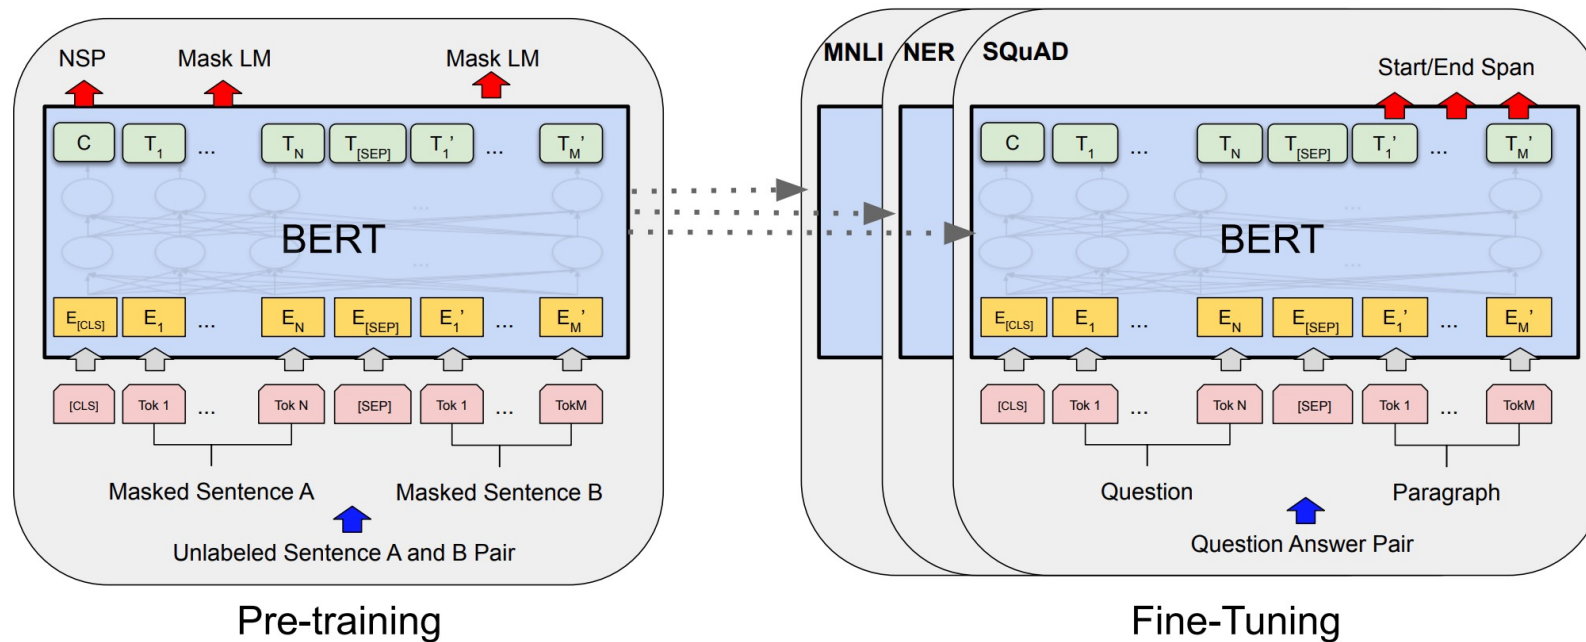 NSP Mask LM Mask LM
C T1 ... TN T[SEP] T1' ... TM'
...
BERT
...
E[CLS] E1 ... EN E[SEP] E1' ... EM'
[CLS] Tok 1 ... Tok N [SEP] Tok 1 ... TokM
Masked Sentence A Masked Sentence B
Unlabeled Sentence A and B Pair
Pre-training
MNLI NER SQuAD
Start/End Span
C T1 ... TN T[SEP] T1' ... TM'
...
BERT
...
E[CLS] E1 ... EN E[SEP] E1' ... EM'
[CLS] Tok 1 ... Tok N [SEP] Tok 1 ... TokM
Question Paragraph
Question Answer Pair
Fine-Tuning